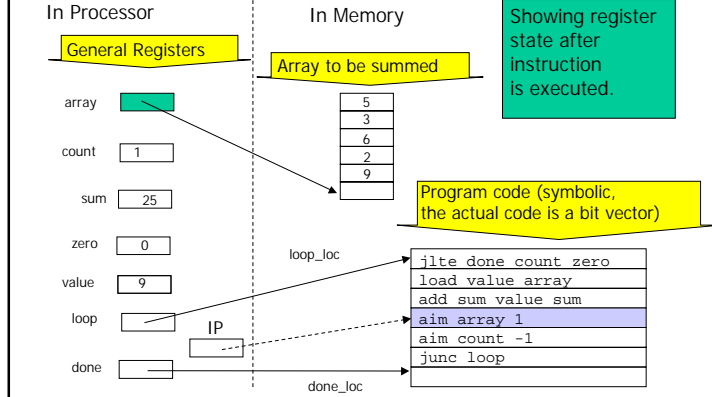 In Processor
In Memory
Showing register
state after
instruction
is executed.
General Registers
Array to be summed
array
count
1
sum
25
zero
0
value
9
loop
IP
done
5
3
6
2
9
Program code (symbolic,
the actual code is a bit vector)
loop_loc
jlte done count zero
load value array
add sum value sum
aim array 1
aim count -1
junc loop
done_loc